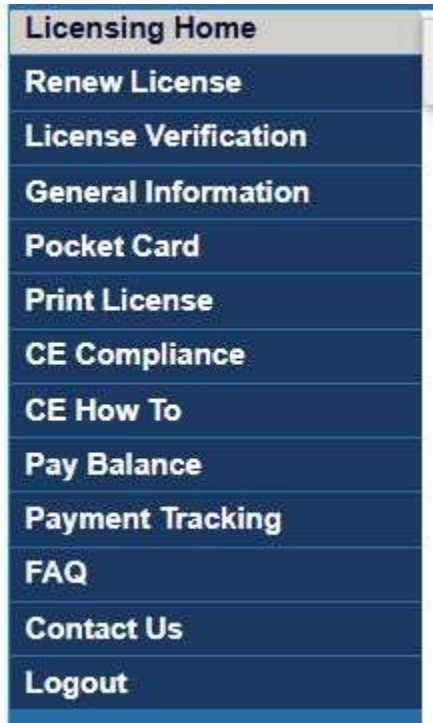 Licensing Home
Renew License
License Verification
General Information
Pocket Card
Print License
CE Compliance
CE How To
Pay Balance
Payment Tracking
FAQ
Contact Us
Logout